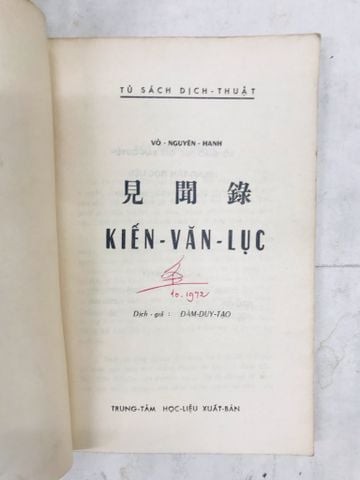 TỦ SÁCH DỊCH-THUẬT
VÕ-NGUYÊN-HANH
見聞錄
KIẾN-VĂN-LỤC
10.1972
Dịch-giả : ĐÀM-DUY-TẠO
TRUNG-TÂM HỌC-LIỆU XUẤT-BẢN